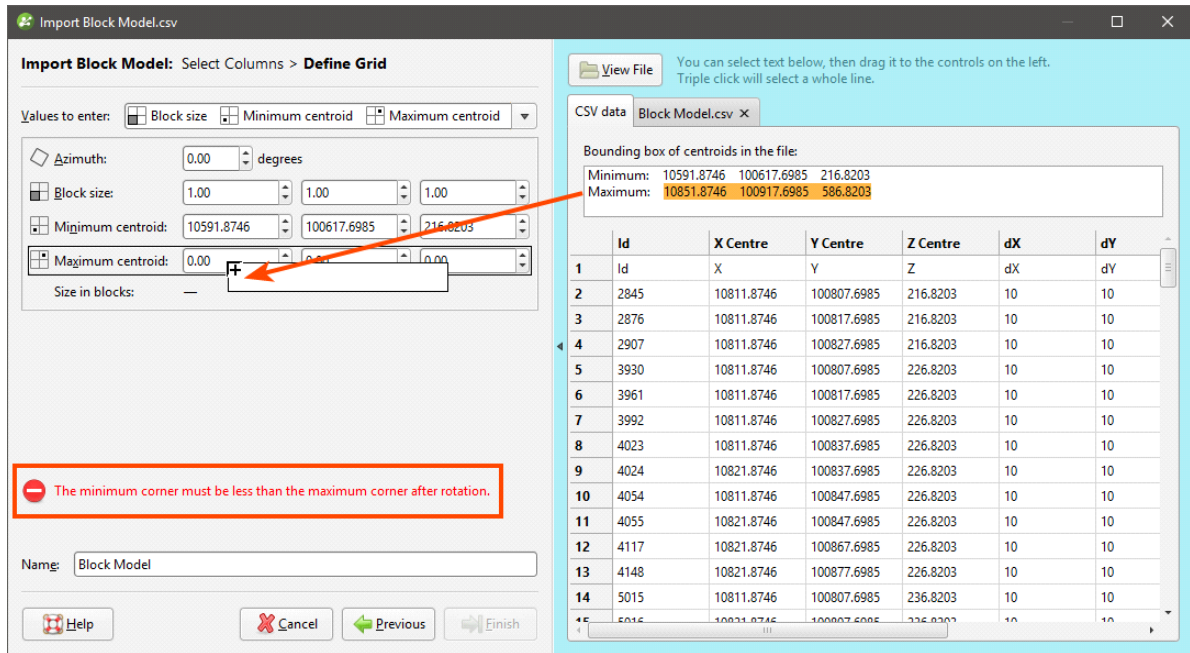 Import Block Model.csv
Import Block Model: Select Columns > Define Grid
Values to enter: Block size Minimum centroid Maximum centroid
Azimuth: 0.00 degrees
Block size: 1.00 1.00 1.00
Minimum centroid: 10591.8746 100617.6985 216.8203
Maximum centroid: 0.00 0.00 0.00
Size in blocks: —
The minimum corner must be less than the maximum corner after rotation.
Name: Block Model
Help Cancel Previous Finish
View File
You can select text below, then drag it to the controls on the left.
Triple click will select a whole line.
CSV data Block Model.csv
Bounding box of centroids in the file:
Minimum: 10591.8746 100617.6985 216.8203
Maximum: 10851.8746 100917.6985 586.8203
Id X Centre Y Centre Z Centre dX dY
1 Id X Y Z dX dY
2 2845 10811.8746 100807.6985 216.8203 10 10
3 2876 10811.8746 100817.6985 216.8203 10 10
4 2907 10811.8746 100827.6985 216.8203 10 10
5 3930 10811.8746 100807.6985 226.8203 10 10
6 3961 10811.8746 100817.6985 226.8203 10 10
7 3992 10811.8746 100827.6985 226.8203 10 10
8 4023 10811.8746 100837.6985 226.8203 10 10
9 4024 10821.8746 100837.6985 226.8203 10 10
10 4054 10811.8746 100847.6985 226.8203 10 10
11 4055 10821.8746 100847.6985 226.8203 10 10
12 4117 10821.8746 100867.6985 226.8203 10 10
13 4148 10821.8746 100877.6985 226.8203 10 10
14 5015 10811.8746 100807.6985 236.8203 10 10